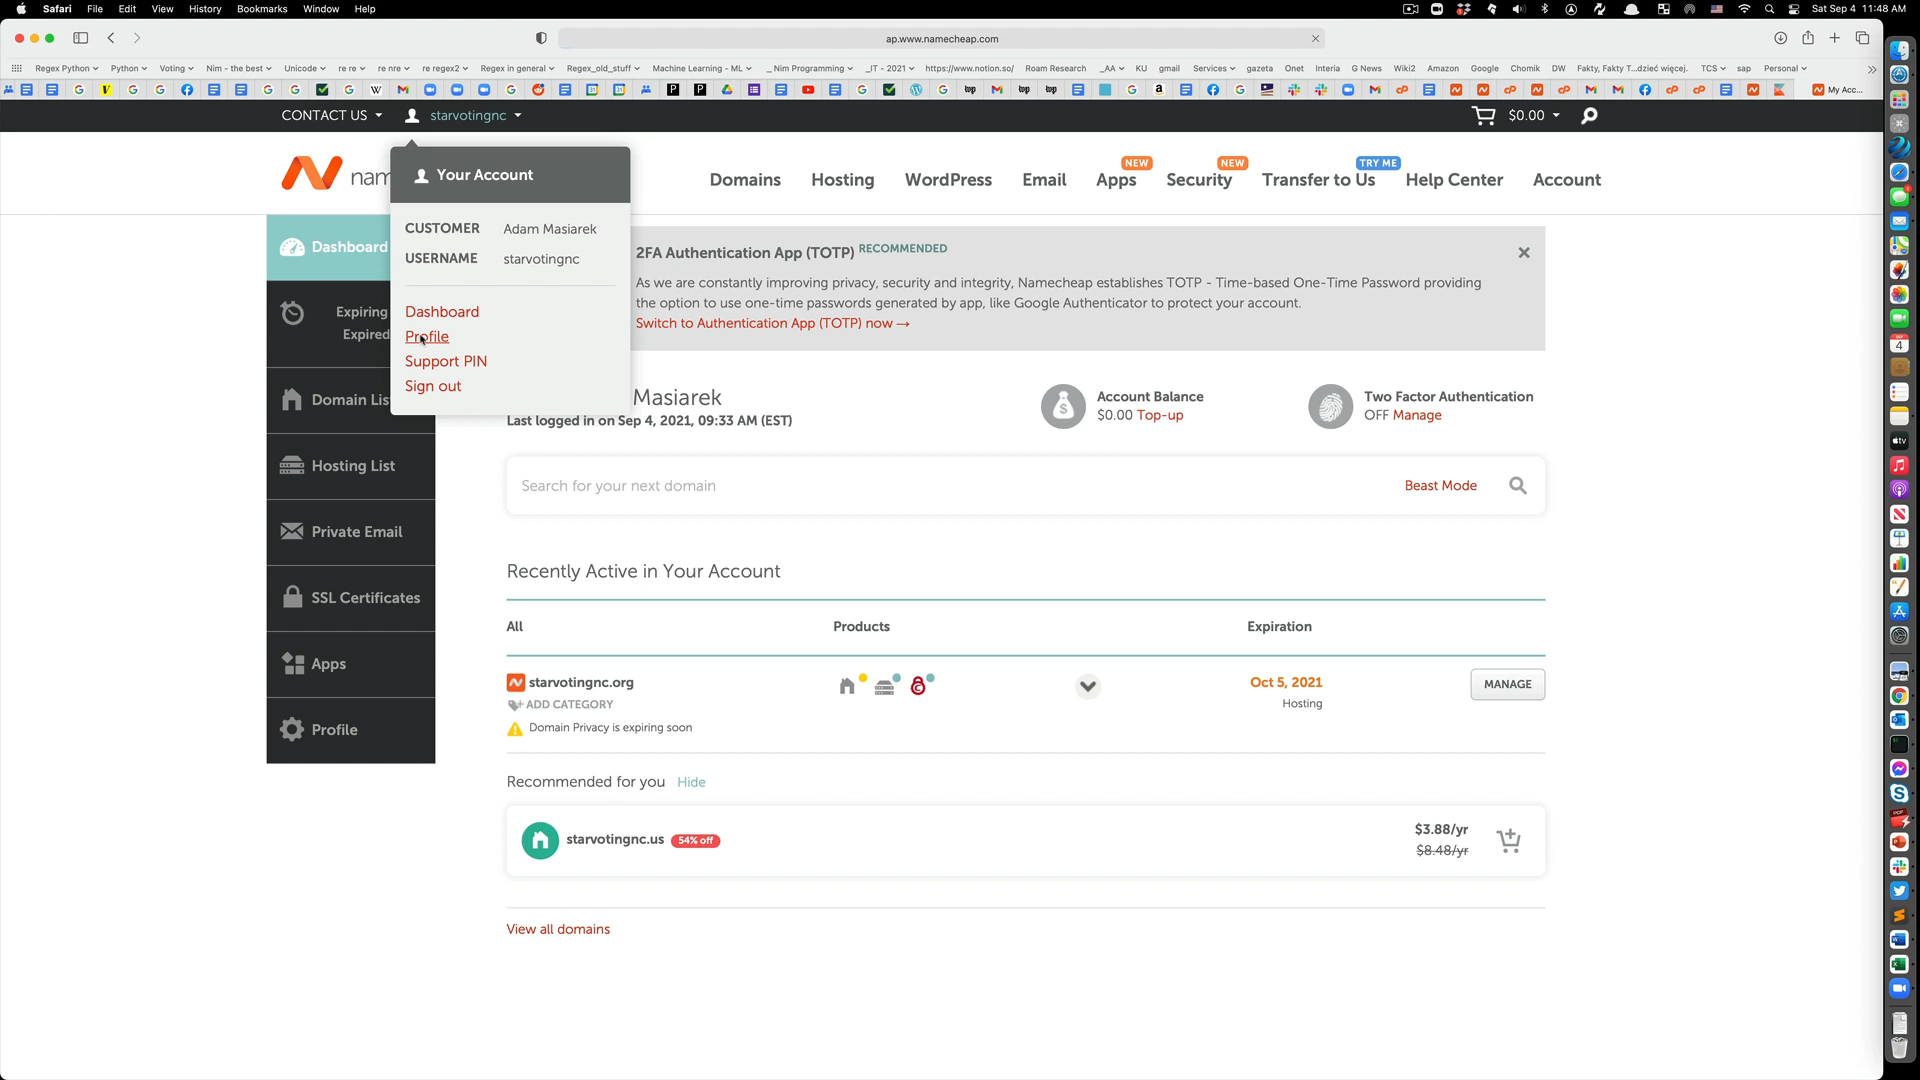 Safari File Edit View History Bookmarks Window Help Sat Sep 4 11:48 AM
ap.www.namecheap.com
Regex Python Python Voting Nim - the best Unicode re re re nre re regex2 Regex in general Regex_old_stuff Machine Learning - ML _ Nim Programming _IT - 2021 https://www.notion.so/ Roam Research _AA KU gmail Services gazeta Onet Interia G News Wiki2 Amazon Google Chomik DW Fakty, Fakty T...dzieć więcej. TCS sap Personal
My Acc...
CONTACT US starvotingnc $0.00
nam
Your Account
NEW NEW TRY ME
Domains Hosting WordPress Email Apps Security Transfer to Us Help Center Account
CUSTOMER Adam Masiarek
USERNAME starvotingnc
Dashboard
Profile
Support PIN
Sign out
Dashboard
Expiring
Expired
Domain Lis
Hosting List
Private Email
SSL Certificates
Apps
Profile
2FA Authentication App (TOTP) RECOMMENDED
As we are constantly improving privacy, security and integrity, Namecheap establishes TOTP - Time-based One-Time Password providing
the option to use one-time passwords generated by app, like Google Authenticator to protect your account.
Switch to Authentication App (TOTP) now →
Masiarek
Last logged in on Sep 4, 2021, 09:33 AM (EST)
Account Balance
$0.00 Top-up
Two Factor Authentication
OFF Manage
Search for your next domain Beast Mode
Recently Active in Your Account
All Products Expiration
starvotingnc.org Oct 5, 2021 MANAGE
ADD CATEGORY Hosting
Domain Privacy is expiring soon
Recommended for you Hide
starvotingnc.us 54% off $3.88/yr
$8.48/yr
View all domains